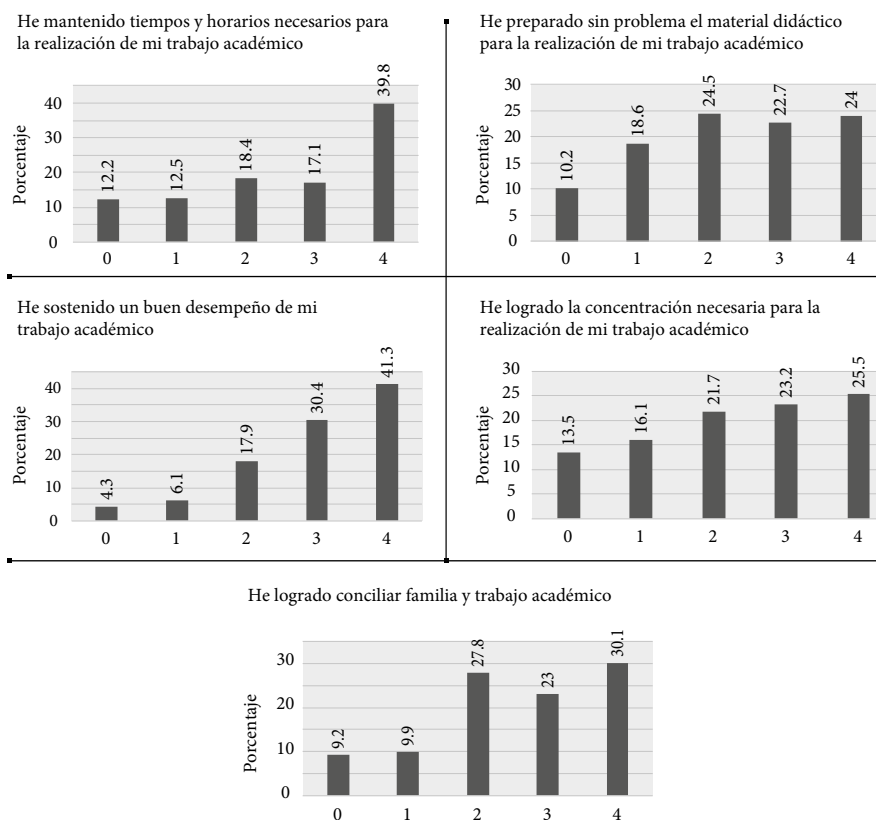 He mantenido tiempos y horarios necesarios para
la realización de mi trabajo académico
Porcentaje
40
30
20
10
0
12.2
12.5
18.4
17.1
39.8
0 1 2 3 4
He preparado sin problema el material didáctico
para la realización de mi trabajo académico
Porcentaje
30
25
20
15
10
5
0
10.2
18.6
24.5
22.7
24
0 1 2 3 4
He sostenido un buen desempeño de mi
trabajo académico
Porcentaje
40
30
20
10
0
4.3
6.1
17.9
30.4
41.3
0 1 2 3 4
He logrado la concentración necesaria para la
realización de mi trabajo académico
Porcentaje
30
25
20
15
10
5
0
13.5
16.1
21.7
23.2
25.5
0 1 2 3 4
He logrado conciliar familia y trabajo académico
Porcentaje
30
20
10
0
9.2
9.9
27.8
23
30.1
0 1 2 3 4